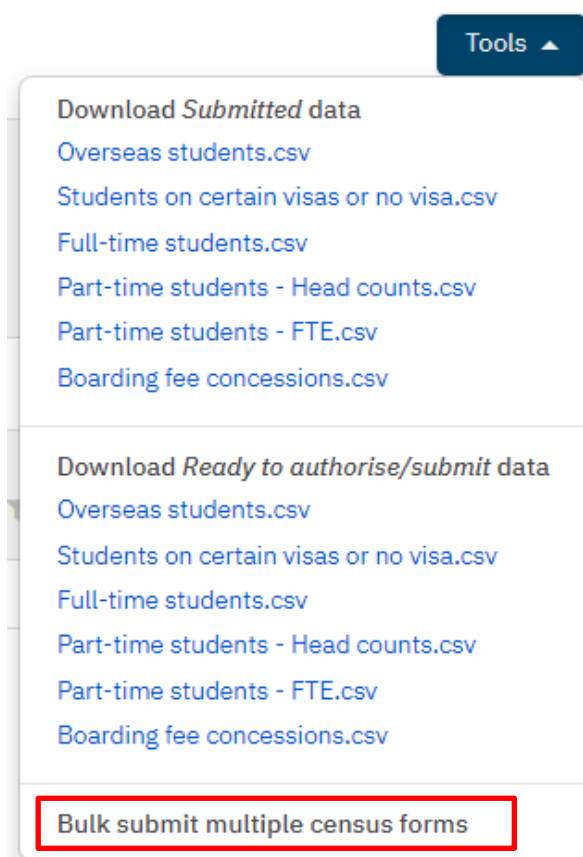 Tools
Download Submitted data
Overseas students.csv
Students on certain visas or no visa.csv
Full-time students.csv
Part-time students - Head counts.csv
Part-time students - FTE.csv
Boarding fee concessions.csv
Download Ready to authorise/submit data
Overseas students.csv
Students on certain visas or no visa.csv
Full-time students.csv
Part-time students - Head counts.csv
Part-time students - FTE.csv
Boarding fee concessions.csv
Bulk submit multiple census forms